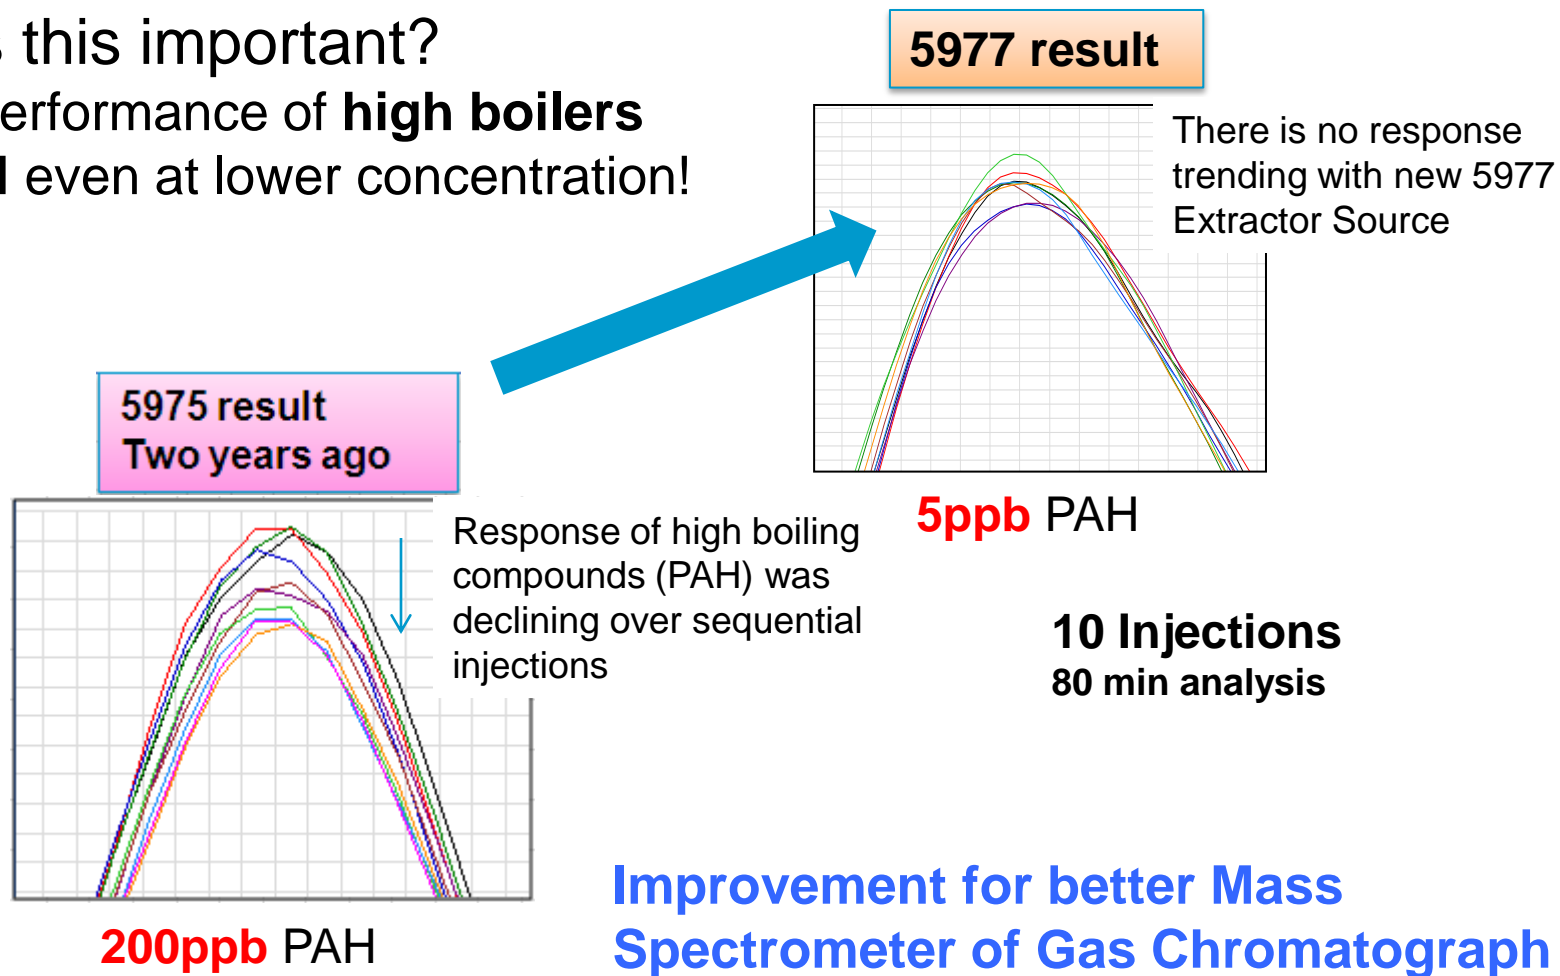 this important?
of high boilers
even at lower concentration!
5977 result
There is no response
trending with new 5977
Extractor Source
5ppb PAH
5975 result
Two years ago
Response of high boiling
compounds (PAH) was
declining over sequential
injections
200ppb PAH
10 Injections
80 min analysis
Improvement for better Mass
Spectrometer of Gas Chromatograph